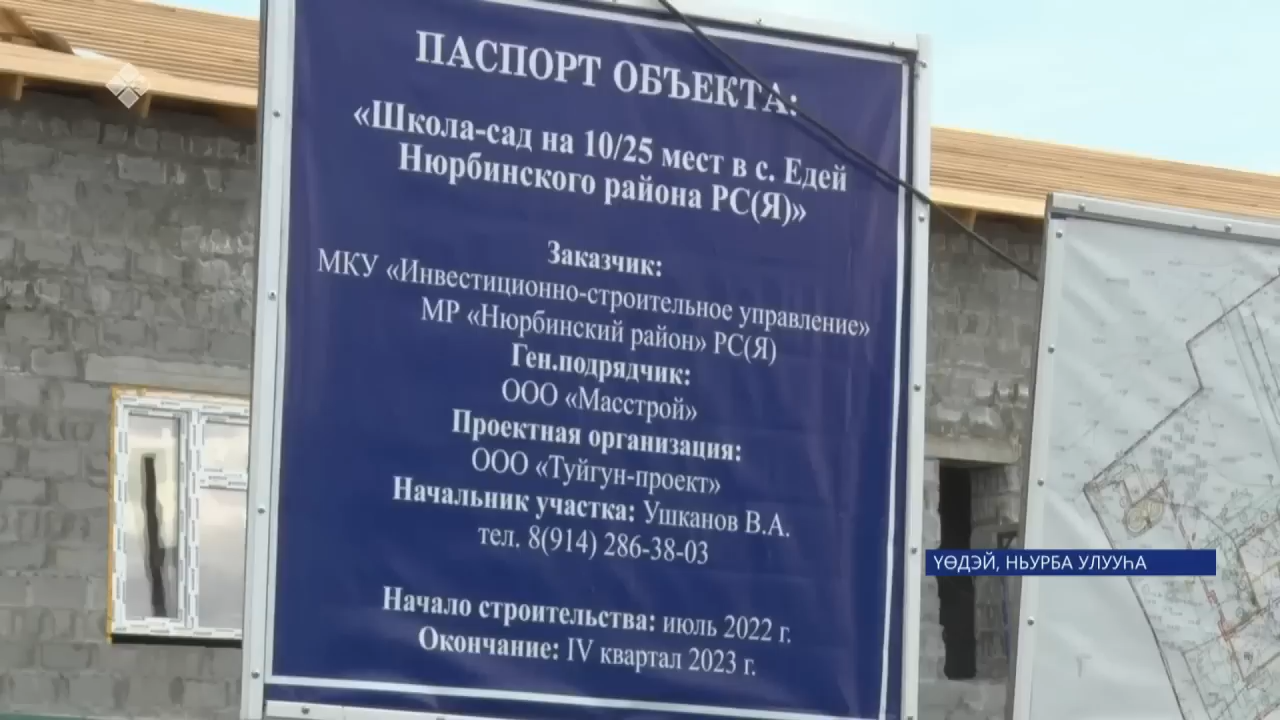 ПАСПОРТ ОБЪЕКТА:
«Школа-сад на 10/25 мест в с. Едей
Нюрбинского района РС(Я)»
Заказчик:
МКУ «Инвестиционно-строительное управление»
МР «Нюрбинский район» РС(Я)
Ген.подрядчик:
ООО «Масстрой»
Проектная организация:
ООО «Туйгун-проект»
Начальник участка: Ушканов В.А.
тел. 8(914) 286-38-03
Начало строительства: июль 2022 г.
Окончание: IV квартал 2023 г.
ҮӨДЭЙ, НЬУРБА УЛУУҺА